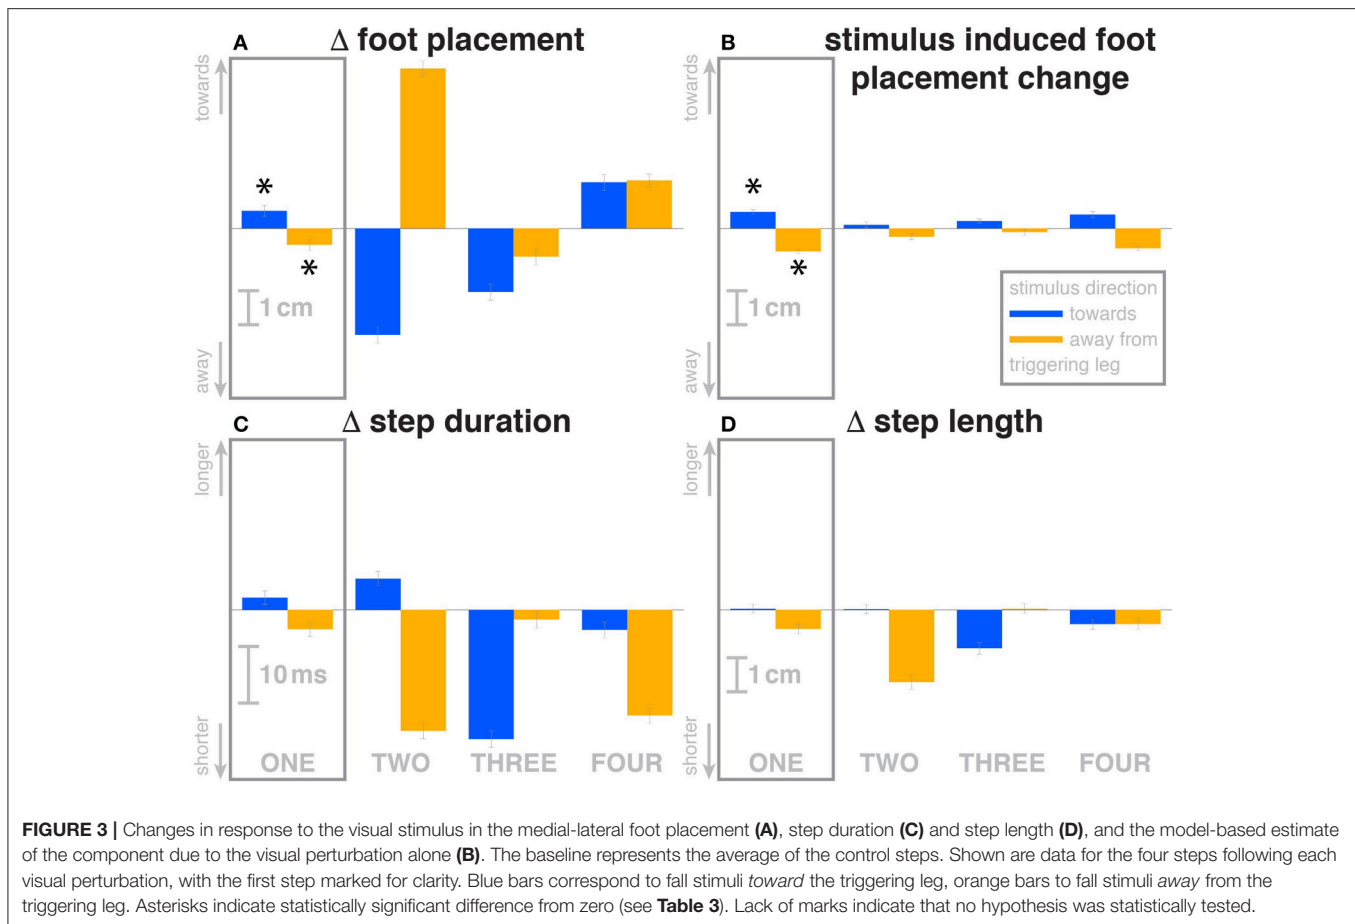 A Δ foot placement
towards
*
*
1 cm
away
B stimulus induced foot
placement change
towards
*
*
1 cm
away
stimulus direction
towards
away from
triggering leg
C Δ step duration
longer
10 ms
shorter
ONE TWO THREE FOUR
D Δ step length
longer
1 cm
shorter
ONE TWO THREE FOUR
FIGURE 3 | Changes in response to the visual stimulus in the medial-lateral foot placement (A), step duration (C) and step length (D), and the model-based estimate
of the component due to the visual perturbation alone (B). The baseline represents the average of the control steps. Shown are data for the four steps following each
visual perturbation, with the first step marked for clarity. Blue bars correspond to fall stimuli toward the triggering leg, orange bars to fall stimuli away from the
triggering leg. Asterisks indicate statistically significant difference from zero (see Table 3). Lack of marks indicate that no hypothesis was statistically tested.